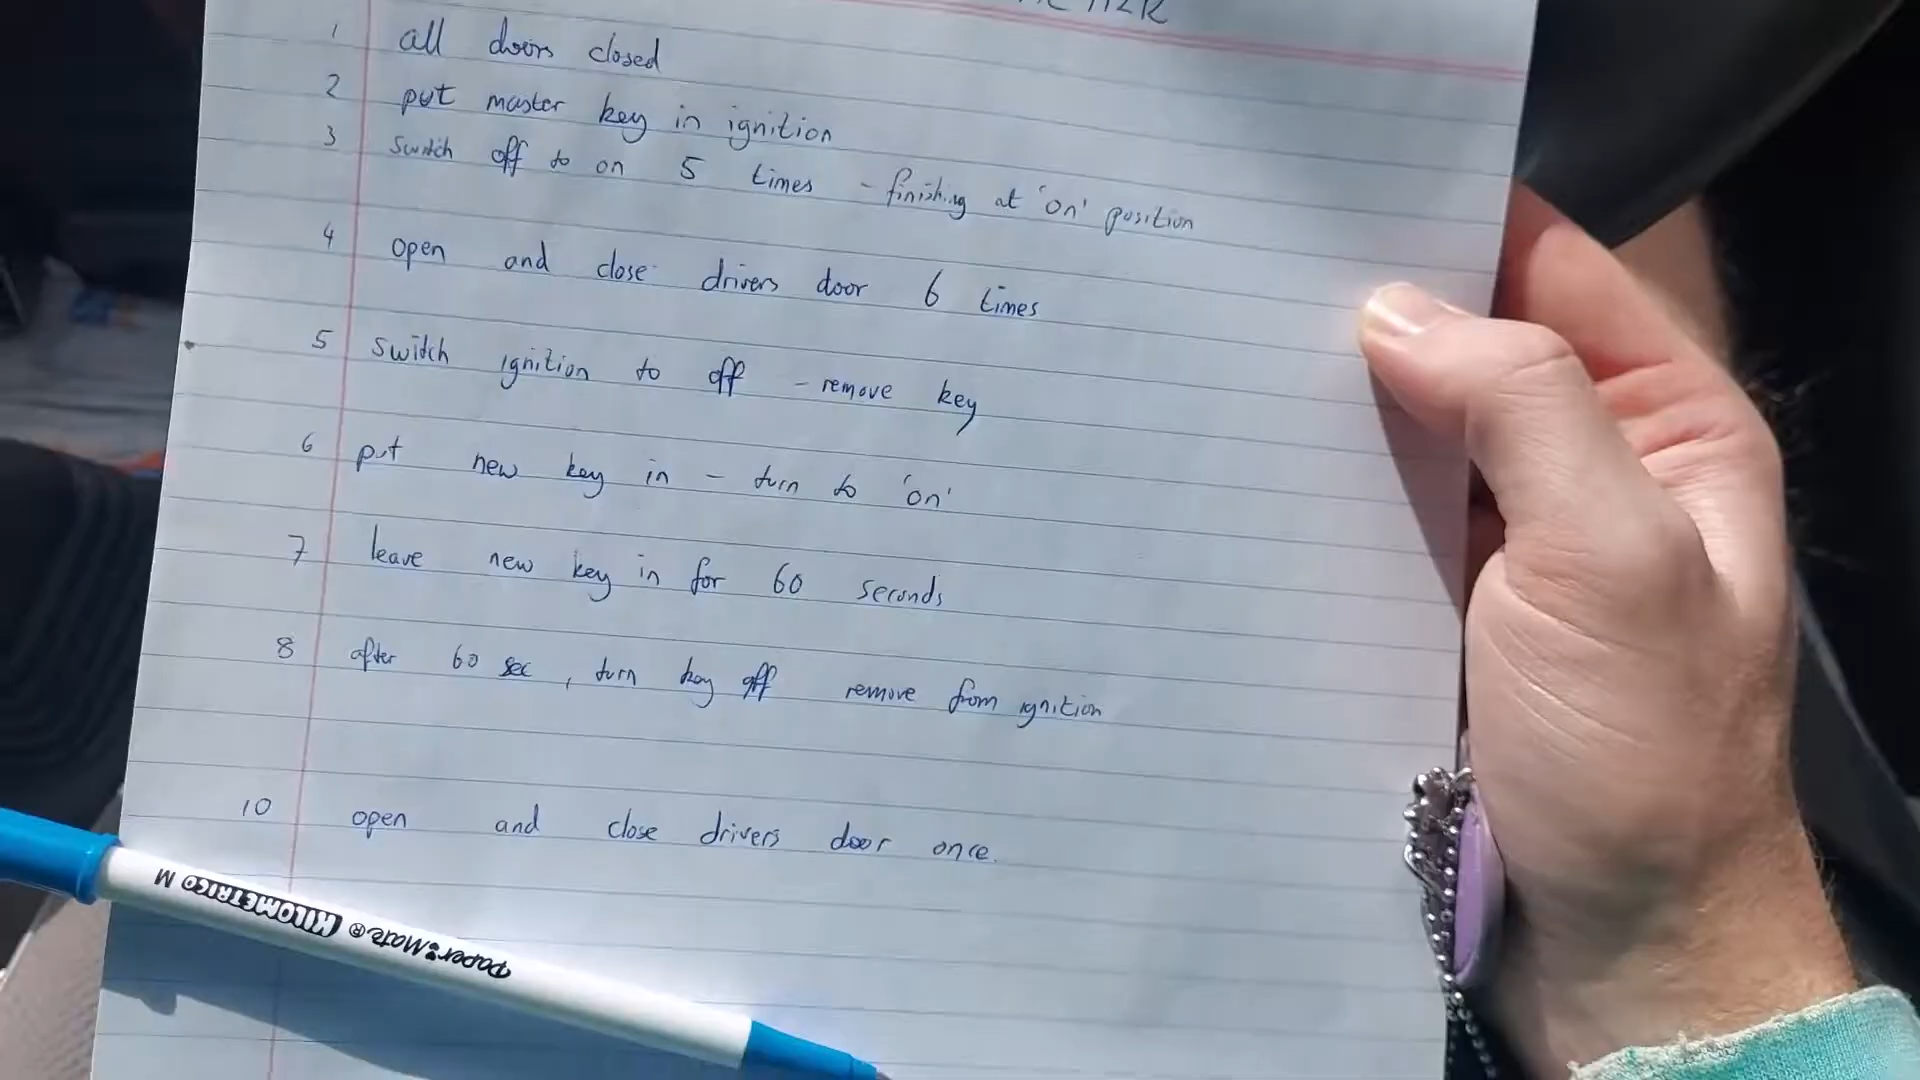 1 all doors closed
2 put master key in ignition
3 switch off to on 5 times - finishing at 'on' position
4 open and close drivers door 6 times
5 switch ignition to off - remove key
6 put new key in - turn to 'on'
7 leave new key in for 60 seconds
8 after 60 sec, turn key off remove from ignition
10 open and close drivers door once.
Paper:Mate® KILOMETRICO M